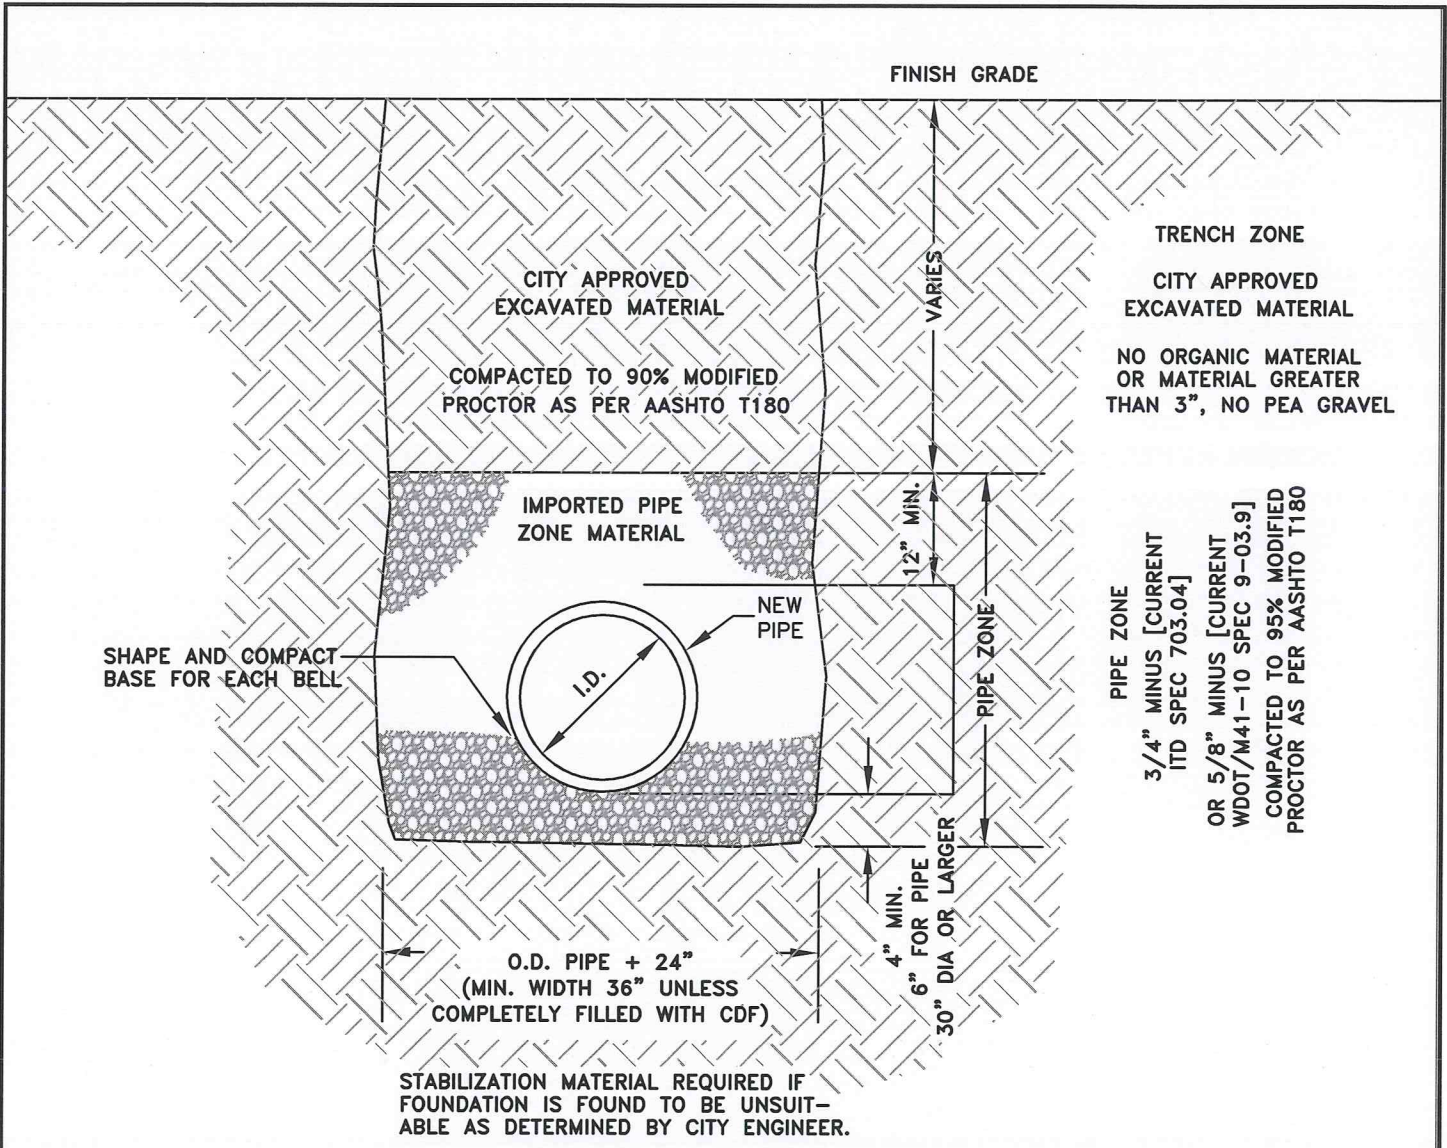 FINISH GRADE
TRENCH ZONE
CITY APPROVED
EXCAVATED MATERIAL
NO ORGANIC MATERIAL
OR MATERIAL GREATER
THAN 3", NO PEA GRAVEL
VARIES
CITY APPROVED
EXCAVATED MATERIAL
COMPACTED TO 90% MODIFIED
PROCTOR AS PER AASHTO T180
IMPORTED PIPE
ZONE MATERIAL
12" MIN.
NEW
PIPE
PIPE ZONE
I.D.
SHAPE AND COMPACT
BASE FOR EACH BELL
PIPE ZONE
3/4" MINUS [CURRENT
ITD SPEC 703.04]
OR 5/8" MINUS [CURRENT
WDOT/M41-10 SPEC 9-03.9]
COMPACTED TO 95% MODIFIED
PROCTOR AS PER AASHTO T180
4" MIN.
6" FOR PIPE
30" DIA OR LARGER
O.D. PIPE + 24"
(MIN. WIDTH 36" UNLESS
COMPLETELY FILLED WITH CDF)
STABILIZATION MATERIAL REQUIRED IF
FOUNDATION IS FOUND TO BE UNSUIT-
ABLE AS DETERMINED BY CITY ENGINEER.